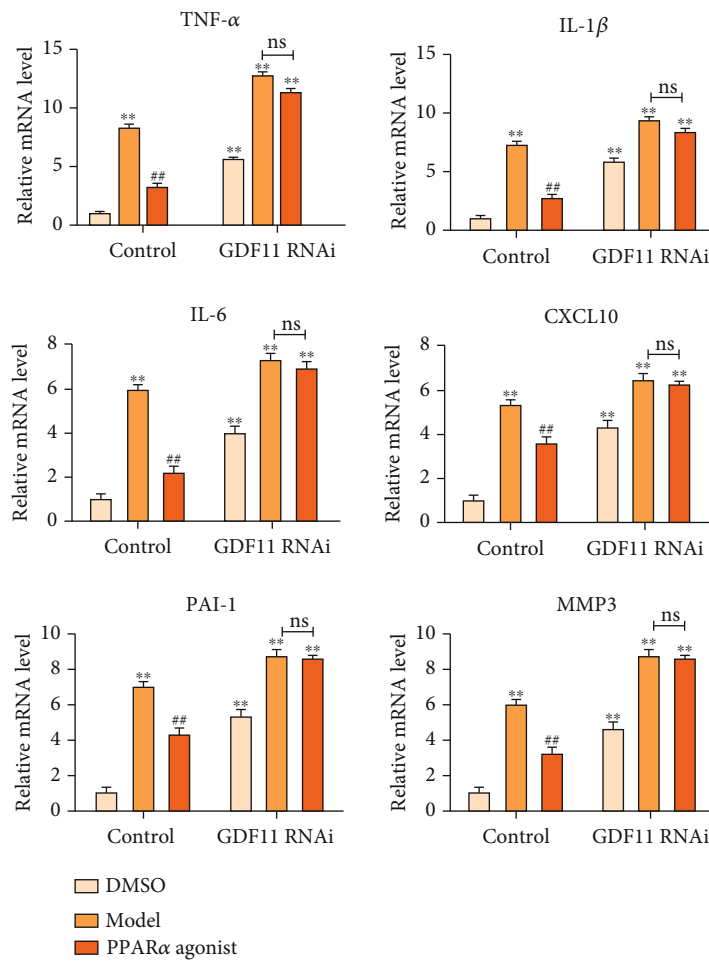 TNF-α
Relative mRNA level
15
10
5
0
** ## ** ** ** ns
Control GDF11 RNAi
IL-1β
Relative mRNA level
15
10
5
0
** ## ** ** ** ns
Control GDF11 RNAi
IL-6
Relative mRNA level
8
6
4
2
0
** ## ** ** ** ns
Control GDF11 RNAi
CXCL10
Relative mRNA level
8
6
4
2
0
** ## ** ** ** ns
Control GDF11 RNAi
PAI-1
Relative mRNA level
10
8
6
4
2
0
** ## ** ** ** ns
Control GDF11 RNAi
MMP3
Relative mRNA level
10
8
6
4
2
0
** ## ** ** ** ns
Control GDF11 RNAi
DMSO
Model
PPARα agonist